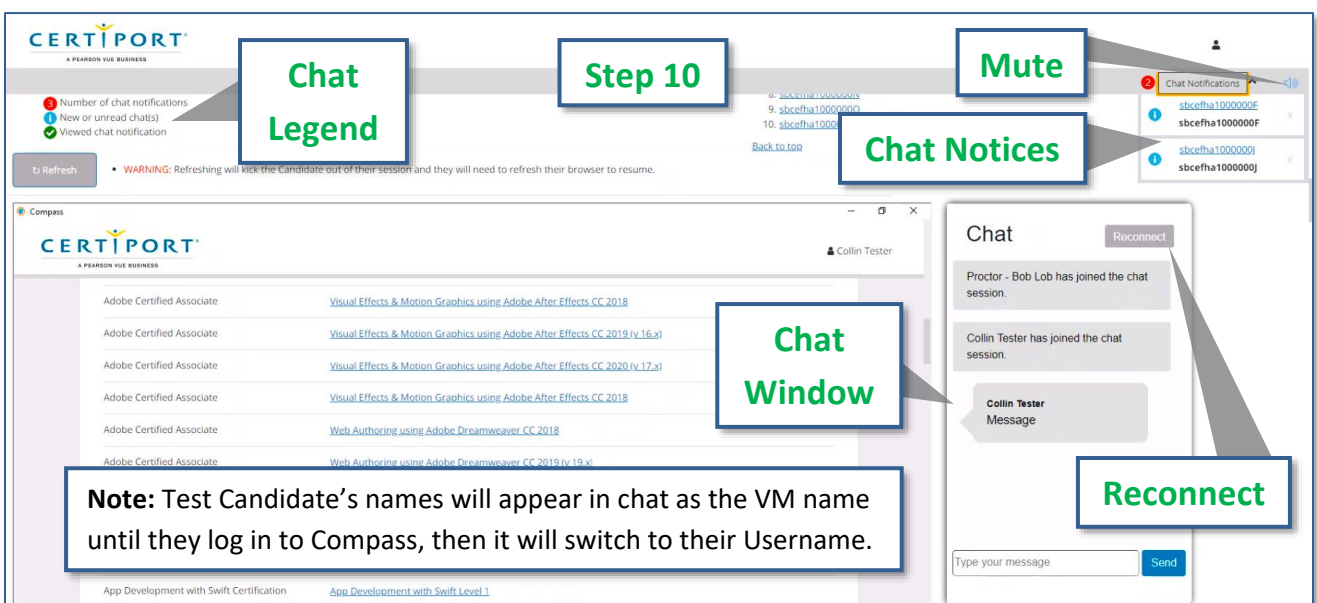 CERTIPORT
A PEARSON VUE BUSINESS
Chat
Legend
Step 10
Mute
2 Chat Notifications
3 Number of chat notifications
New or unread chat(s)
Viewed chat notification
9. sbcefha1000000O
Back to top
Chat Notices
sbcefha1000000F
sbcefha1000000F
x
sbcefha1000000J
sbcefha1000000J
x
Refresh
• WARNING: Refreshing will kick the Candidate out of their session and they will need to refresh their browser to resume.
Compass
CERTIPORT
A PEARSON VUE BUSINESS
Collin Tester
Adobe Certified Associate Visual Effects & Motion Graphics using Adobe After Effects CC 2018
Adobe Certified Associate Visual Effects & Motion Graphics using Adobe After Effects CC 2019 (v 16.x)
Adobe Certified Associate Visual Effects & Motion Graphics using Adobe After Effects CC 2020 (v 17.x)
Adobe Certified Associate Visual Effects & Motion Graphics using Adobe After Effects CC 2018
Adobe Certified Associate Web Authoring using Adobe Dreamweaver CC 2018
Adobe Certified Associate Web Authoring using Adobe Dreamweaver CC 2019 (v 19.x)
Note: Test Candidate's names will appear in chat as the VM name
until they log in to Compass, then it will switch to their Username.
App Development with Swift Certification App Development with Swift Level 1
Chat
Window
Chat
Reconnect
Proctor - Bob Lob has joined the chat
session.
Collin Tester has joined the chat
session.
Collin Tester
Message
Reconnect
Type your message
Send